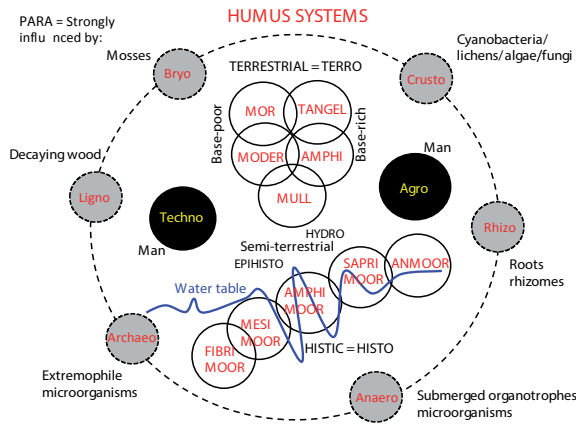 HUMUS SYSTEMS
PARA = Strongly
influ nced by:
Mosses
Bryo
Cyanobacteria/
lichens/algae/fungi
Crusto
TERRESTRIAL = TERRO
Base-poor
MOR
TANGEL
Base-rich
MODER
AMPHI
MULL
Man
Agro
Decaying wood
Ligno
Techno
Man
Rhizo
Roots
rhizomes
HYDRO
Semi-terrestrial
EPIHISTO
SAPRI
MOOR
ANMOOR
Water table
AMPHI
MOOR
MESI
MOOR
FIBRI
MOOR
HISTIC = HISTO
Archaeo
Extremophile
microorganisms
Anaero
Submerged organotrophes
microorganisms